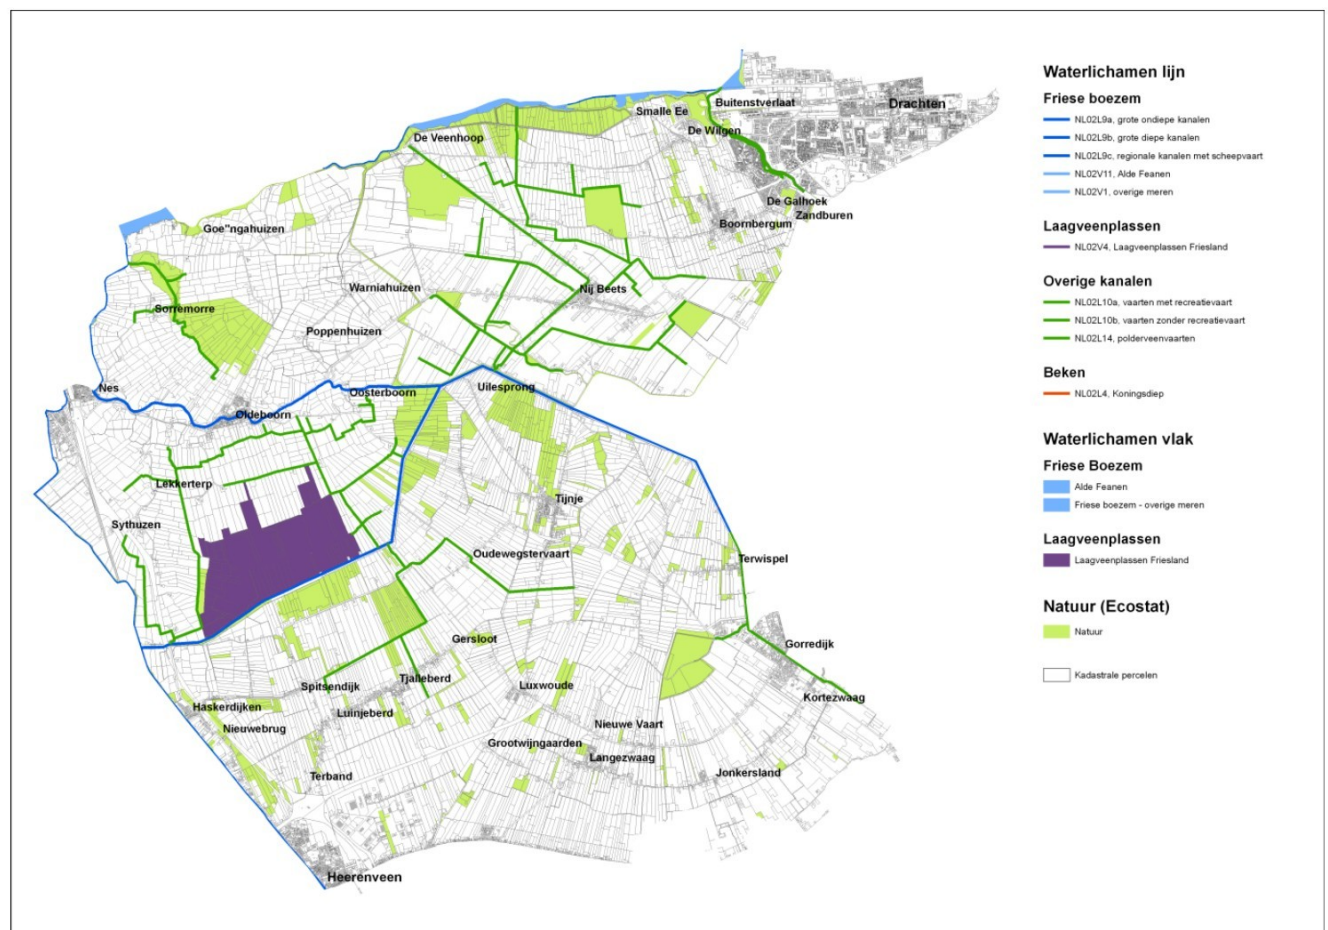 Waterlichamen lijn
Friese boezem
NL02L9a, grote ondiepe kanalen
NL02L9b, grote diepe kanalen
NL02L9c, regionale kanalen met scheepvaart
NL02V11, Alde Feanen
NL02V1, overige meren
Laagveenplassen
NL02V4, Laagveenplassen Friesland
Overige kanalen
NL02L10a, vaarten met recreatievaart
NL02L10b, vaarten zonder recreatievaart
NL02L14, polderveenvaarten
Beken
NL02L4, Koningsdiep
Waterlichamen vlak
Friese Boezem
Alde Feanen
Friese boezem - overige meren
Laagveenplassen
Laagveenplassen Friesland
Natuur (Ecostat)
Natuur
Kadastrale percelen
Buitenstverlaat
Drachten
Smalle Ee
De Wilgen
De Veenhoop
De Galhoek
Zandburen
Boornbergum
Goe"ngahuizen
Warniahuizen
Nij Beets
Sorremorre
Poppenhuizen
Nes
Oosterboorn
Uilesprong
Oldeboorn
Lekkerterp
Tijnje
Sythuzen
Oudewegstervaart
Terwispel
Gersloot
Gorredijk
Tjalleberd
Spitsendijk
Luxwoude
Kortezwaag
Haskerdijken
Luinjeberd
Nieuwebrug
Nieuwe Vaart
Grootwijngaarden
Langezwaag
Jonkersland
Terband
Heerenveen